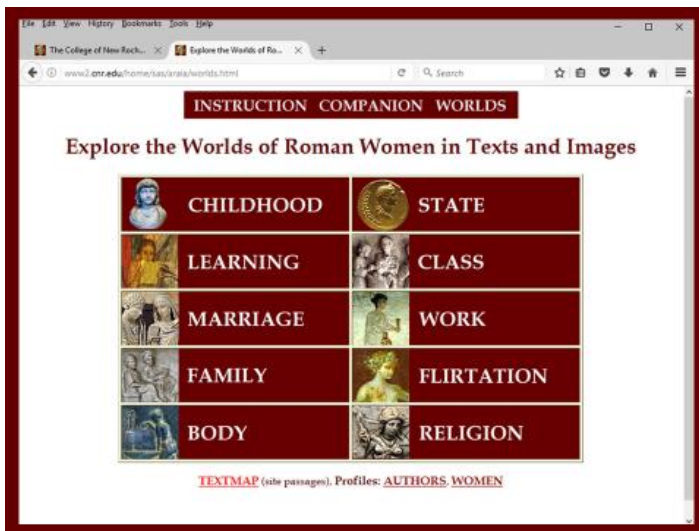 File Edit View History Bookmarks Tools Help
The College of New Roch... Explore the Worlds of Ro...
www2.cnr.edu/home/sas/araia/worlds.html Search
INSTRUCTION COMPANION WORLDS
Explore the Worlds of Roman Women in Texts and Images
CHILDHOOD STATE
LEARNING CLASS
MARRIAGE WORK
FAMILY FLIRTATION
BODY RELIGION
TEXTMAP (site passages), Profiles: AUTHORS, WOMEN